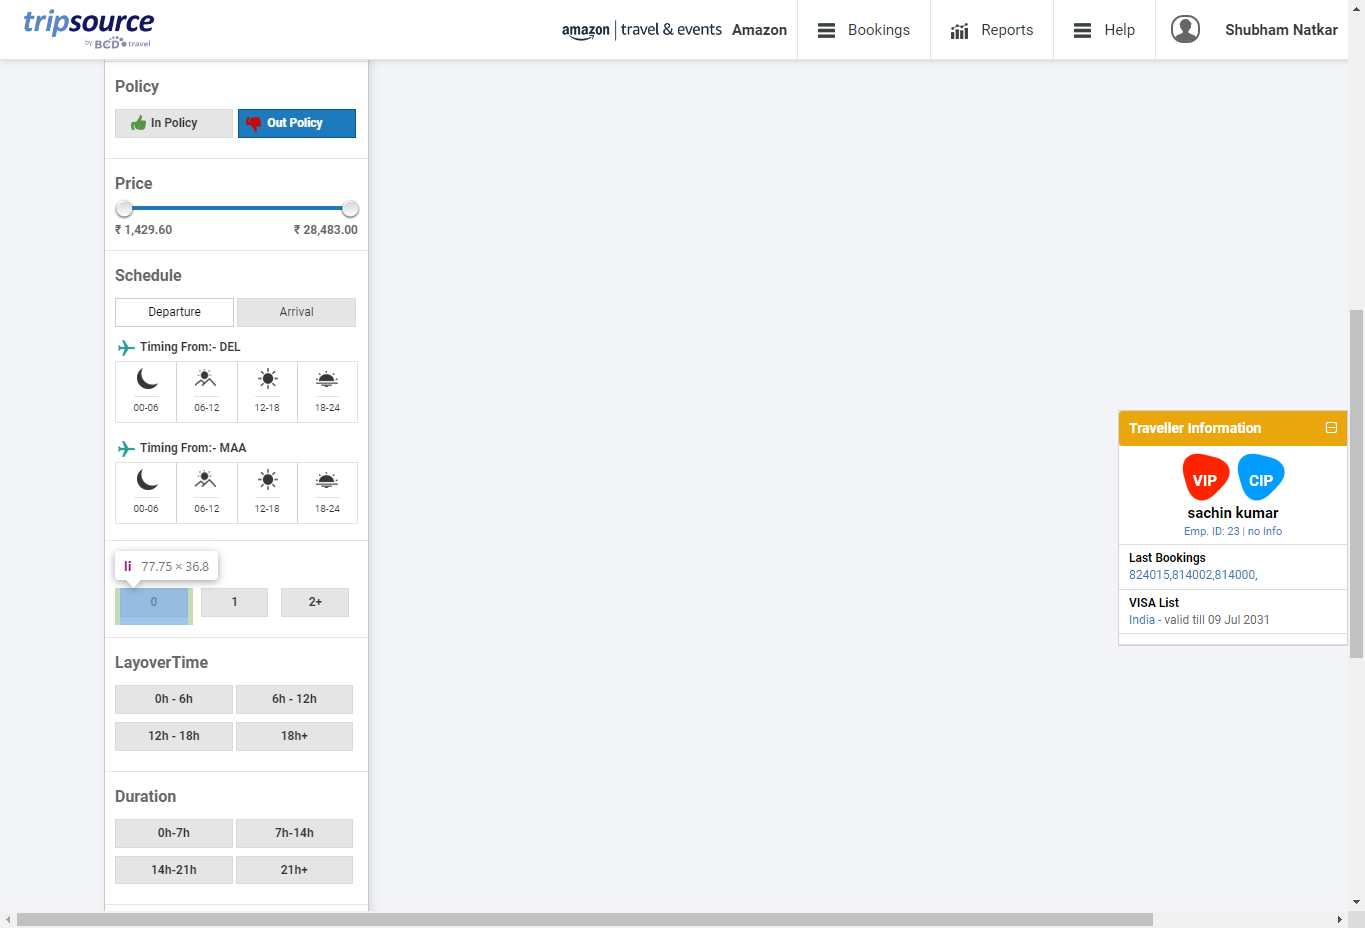 tripsource
by BCD travel
amazon travel & events Amazon
Bookings
Reports
Help
Shubham Natkar
Policy
In Policy
Out Policy
Price
₹ 1,429.60
₹ 28,483.00
Schedule
Departure
Arrival
Timing From:- DEL
00-06
06-12
12-18
18-24
Timing From:- MAA
00-06
06-12
12-18
18-24
li 77.75 × 36.8
0
1
2+
LayoverTime
0h - 6h
6h - 12h
12h - 18h
18h+
Duration
0h-7h
7h-14h
14h-21h
21h+
Traveller Information
VIP
CIP
sachin kumar
Emp. ID: 23 | no Info
Last Bookings
824015,814002,814000,
VISA List
India - valid till 09 Jul 2031